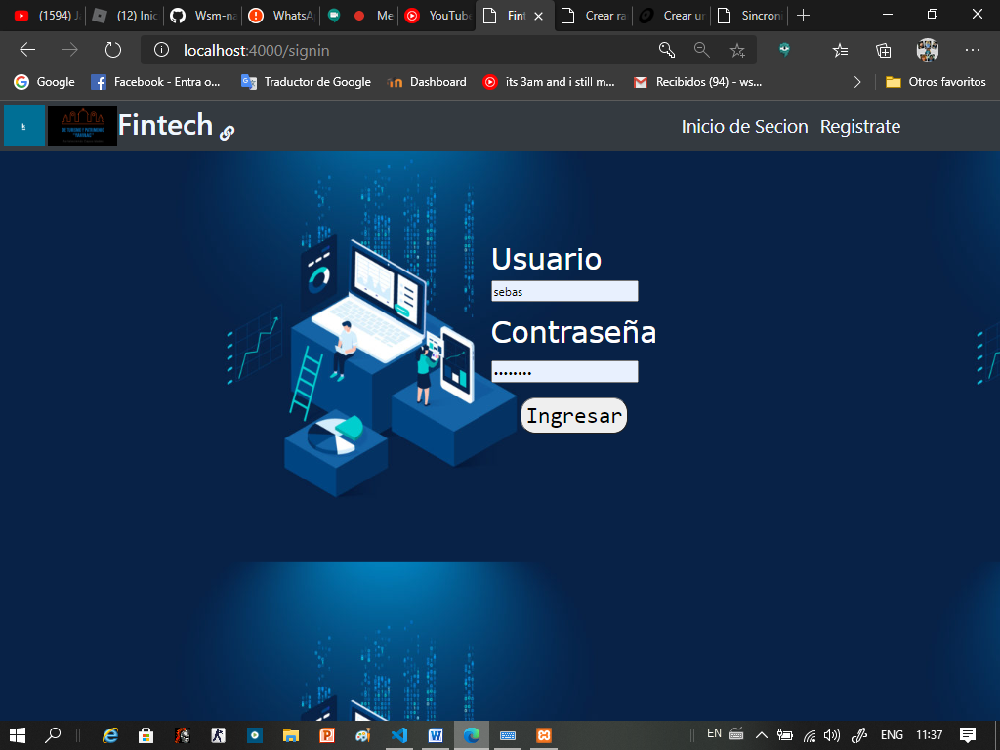 (1594)
(12) Inic
Wsm-na
WhatsA
Me
YouTube
Fint
Crear ra
Crear un
Sincroni
localhost:4000/signin
Google
Facebook - Entra o...
Traductor de Google
Dashboard
its 3am and i still m...
Recibidos (94) - ws...
Otros favoritos
Fintech
Inicio de Secion
Registrate
Usuario
sebas
Contraseña
Ingresar
EN
ENG
11:37